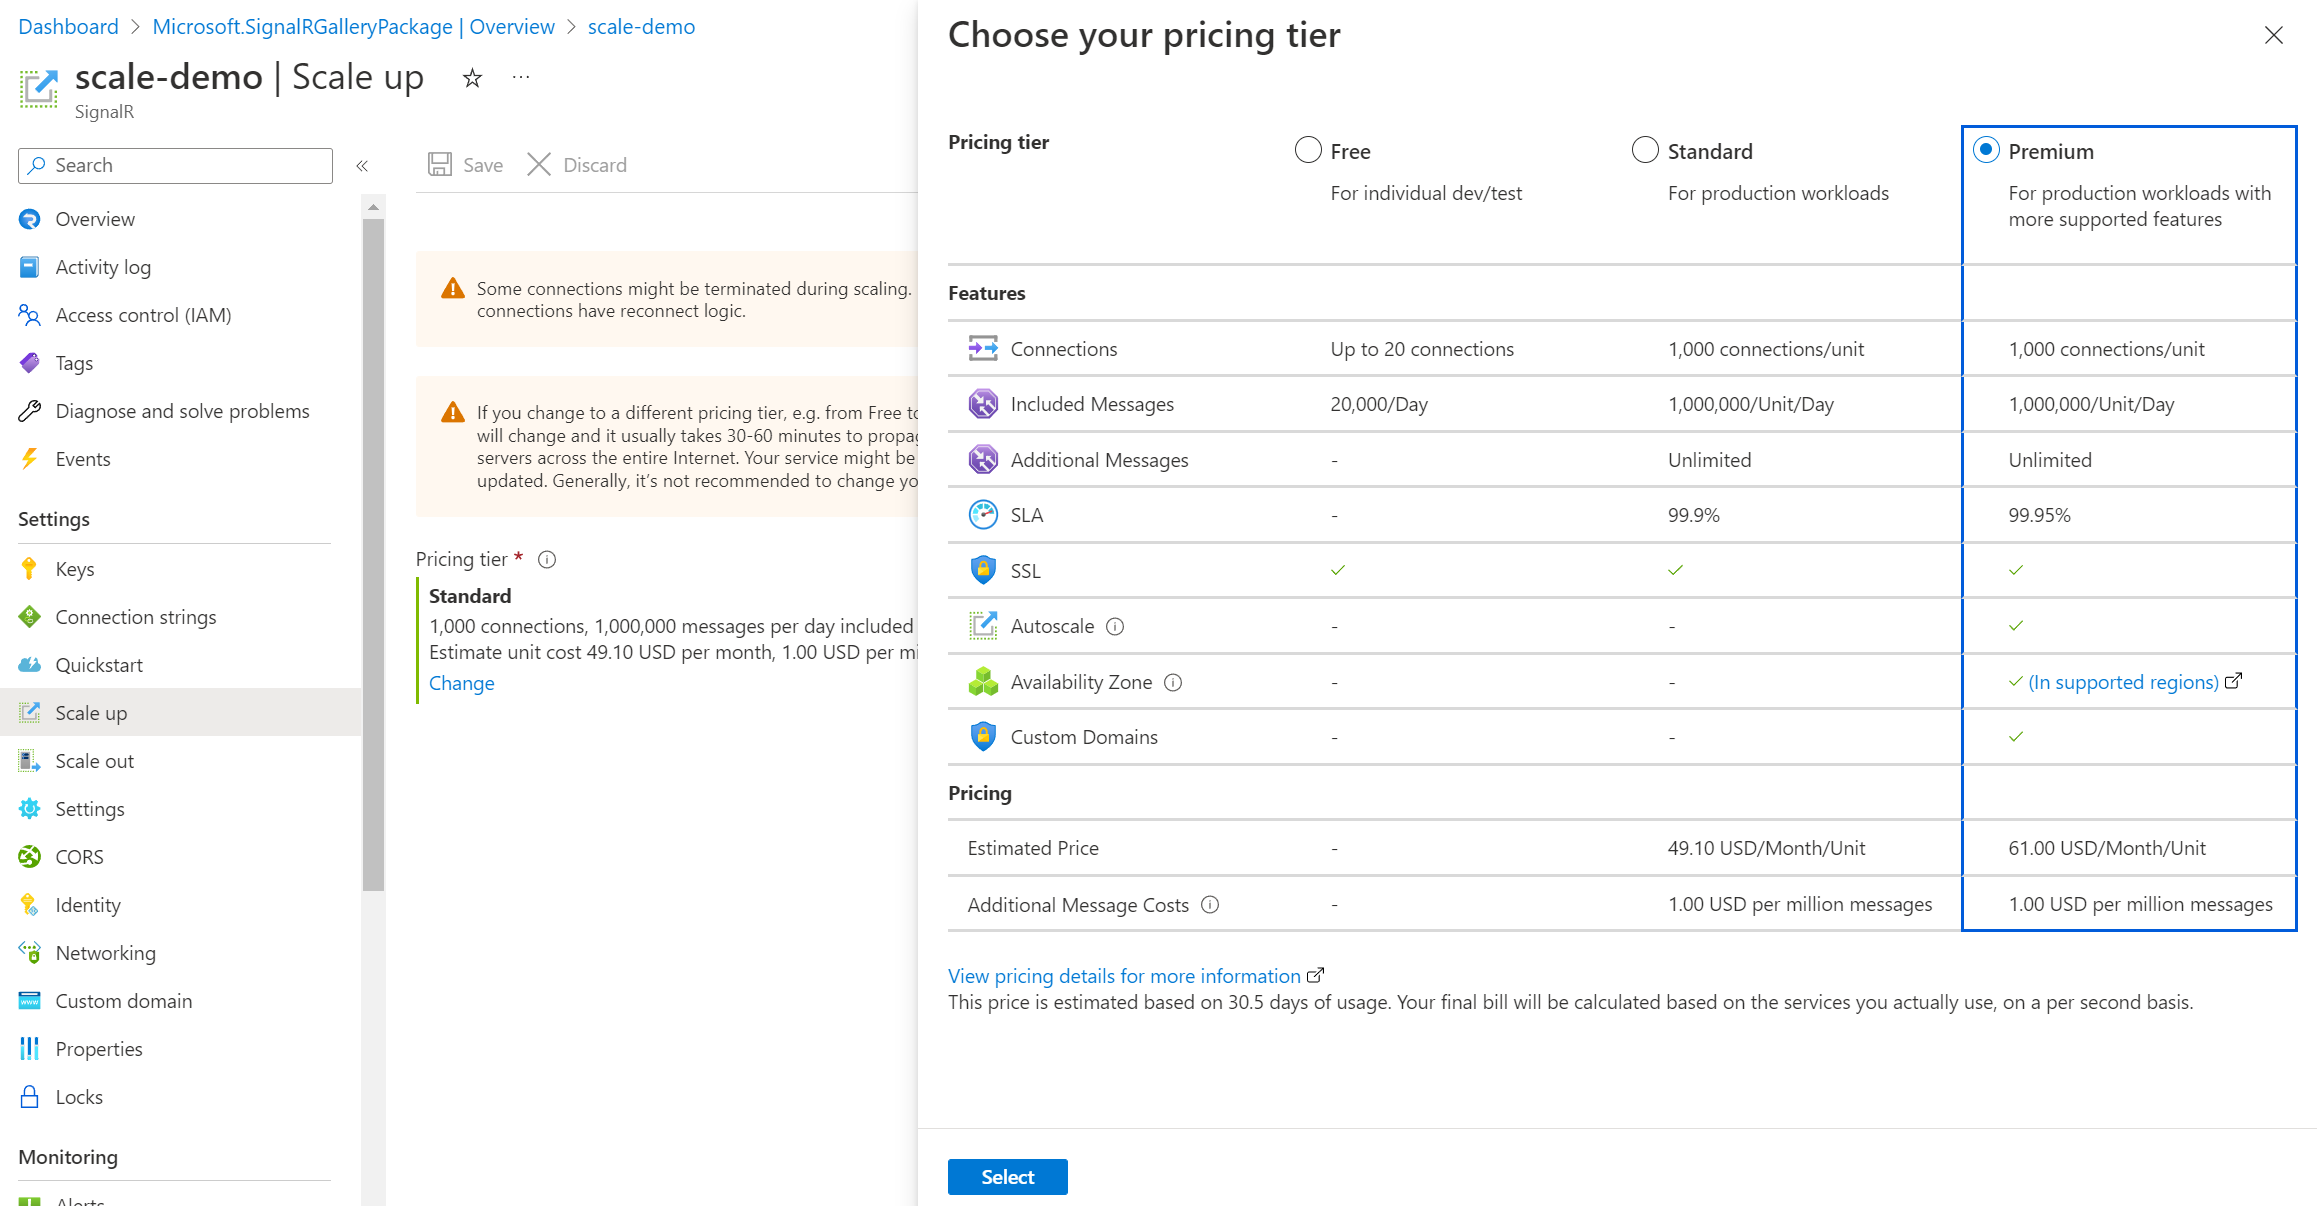 Dashboard > Microsoft.SignalRGalleryPackage | Overview > scale-demo
scale-demo | Scale up
SignalR
Search
Overview
Activity log
Access control (IAM)
Tags
Diagnose and solve problems
Events
Settings
Keys
Connection strings
Quickstart
Scale up
Scale out
Settings
CORS
Identity
Networking
Custom domain
Properties
Locks
Monitoring
Alerts
Save Discard
Some connections might be terminated during scaling.
connections have reconnect logic.
If you change to a different pricing tier, e.g. from Free
will change and it usually takes 30-60 minutes to
servers across the entire Internet. Your service might be
updated. Generally, it's not recommended to change
Pricing tier *
Standard
1,000 connections, 1,000,000 messages per day included
Estimate unit cost 49.10 USD per month, 1.00 USD per
Change
Choose your pricing tier
Pricing tier Free Standard Premium
For individual dev/test For production workloads For production workloads with
more supported features
Features
Connections Up to 20 connections 1,000 connections/unit 1,000 connections/unit
Included Messages 20,000/Day 1,000,000/Unit/Day 1,000,000/Unit/Day
Additional Messages - Unlimited Unlimited
SLA - 99.9% 99.95%
SSL
Autoscale - -
Availability Zone - - (In supported regions)
Custom Domains - -
Pricing
Estimated Price - 49.10 USD/Month/Unit 61.00 USD/Month/Unit
Additional Message Costs - 1.00 USD per million messages 1.00 USD per million messages
View pricing details for more information
This price is estimated based on 30.5 days of usage. Your final bill will be calculated based on the services you actually use, on a per second basis.
Select